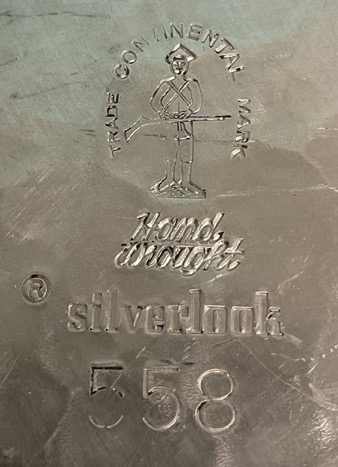 TRADE CONTINENTAL MARK
Hand
Wrought
® silverlook
558